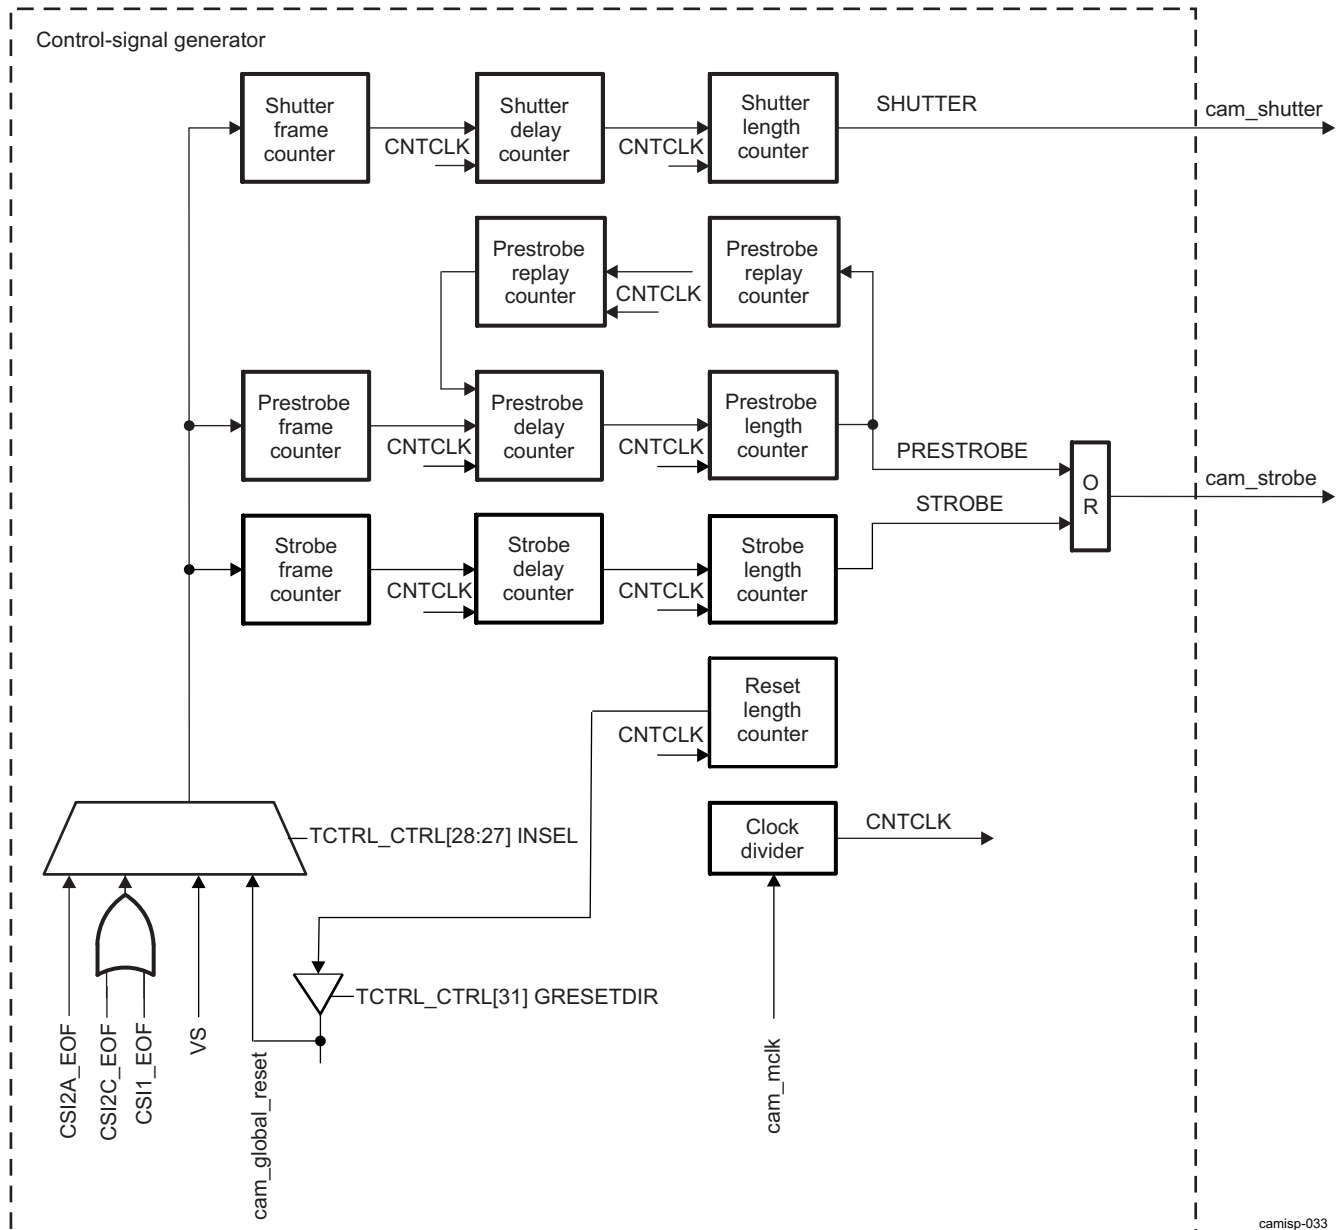 Control-signal generator
Shutter
frame
counter
CNTCLK
Shutter
delay
counter
CNTCLK
Shutter
length
counter
SHUTTER
cam_shutter
Prestrobe
replay
counter
CNTCLK
Prestrobe
replay
counter
Prestrobe
frame
counter
CNTCLK
Prestrobe
delay
counter
CNTCLK
Prestrobe
length
counter
PRESTROBE
STROBE
O
R
cam_strobe
Strobe
frame
counter
CNTCLK
Strobe
delay
counter
CNTCLK
Strobe
length
counter
CNTCLK
Reset
length
counter
TCTRL_CTRL[28:27] INSEL
Clock
divider
CNTCLK
TCTRL_CTRL[31] GRESETDIR
CSI2A_EOF
CSI2C_EOF
CSI1_EOF
VS
cam_global_reset
cam_mclk
camisp-033